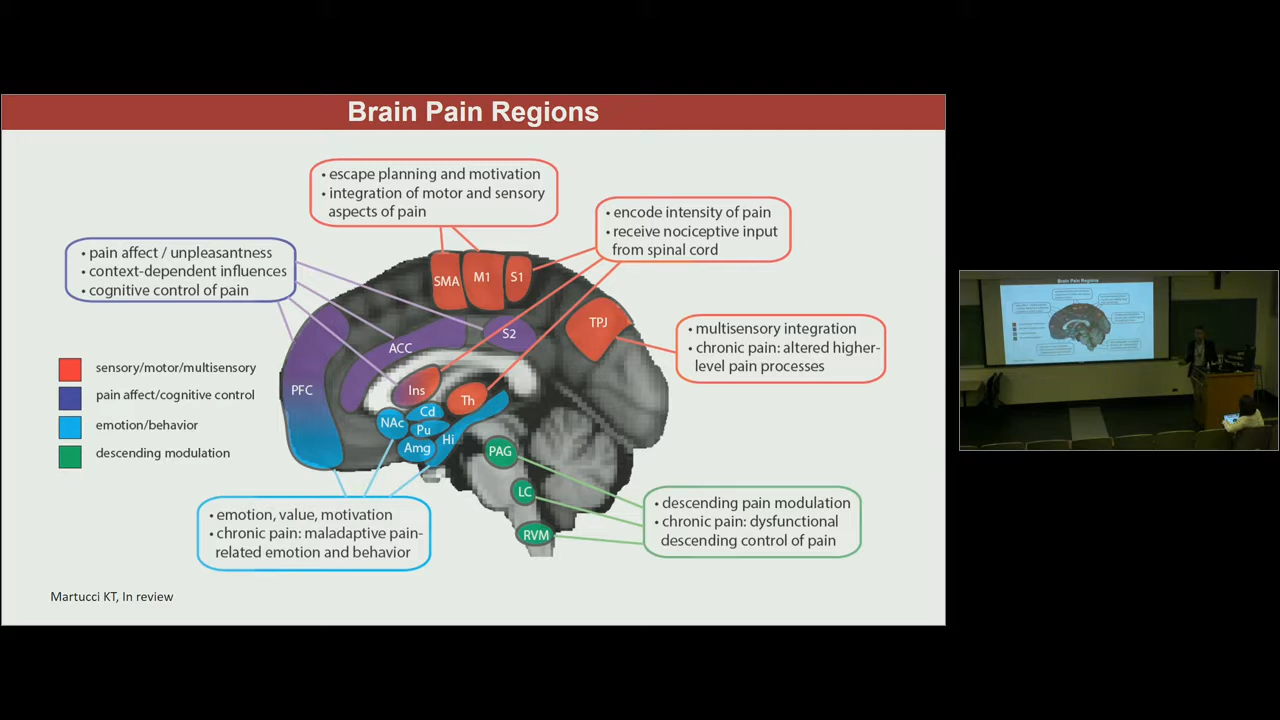 Brain Pain Regions
• escape planning and motivation
• integration of motor and sensory
aspects of pain
• encode intensity of pain
• receive nociceptive input
from spinal cord
• pain affect / unpleasantness
• context-dependent influences
• cognitive control of pain
SMA
M1
S1
TPJ
S2
ACC
PFC
Ins
Th
Cd
NAc
Pu
Hi
Amg
PAG
LC
RVM
• multisensory integration
• chronic pain: altered higher-
level pain processes
sensory/motor/multisensory
pain affect/cognitive control
emotion/behavior
descending modulation
• emotion, value, motivation
• chronic pain: maladaptive pain-
related emotion and behavior
• descending pain modulation
• chronic pain: dysfunctional
descending control of pain
Martucci KT, In review
Brain Pain Regions